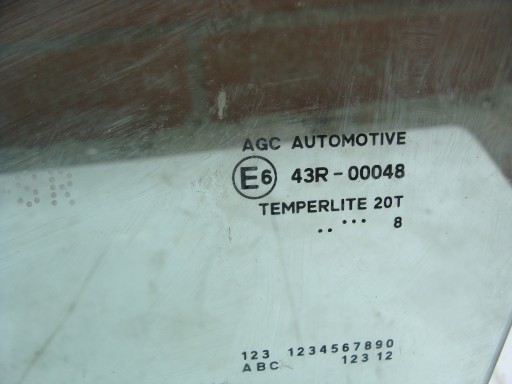 AGC AUTOMOTIVE
E6 43R-00048
TEMPERLITE 20T
.. ... 8
123 1234567890
ABC 123 12